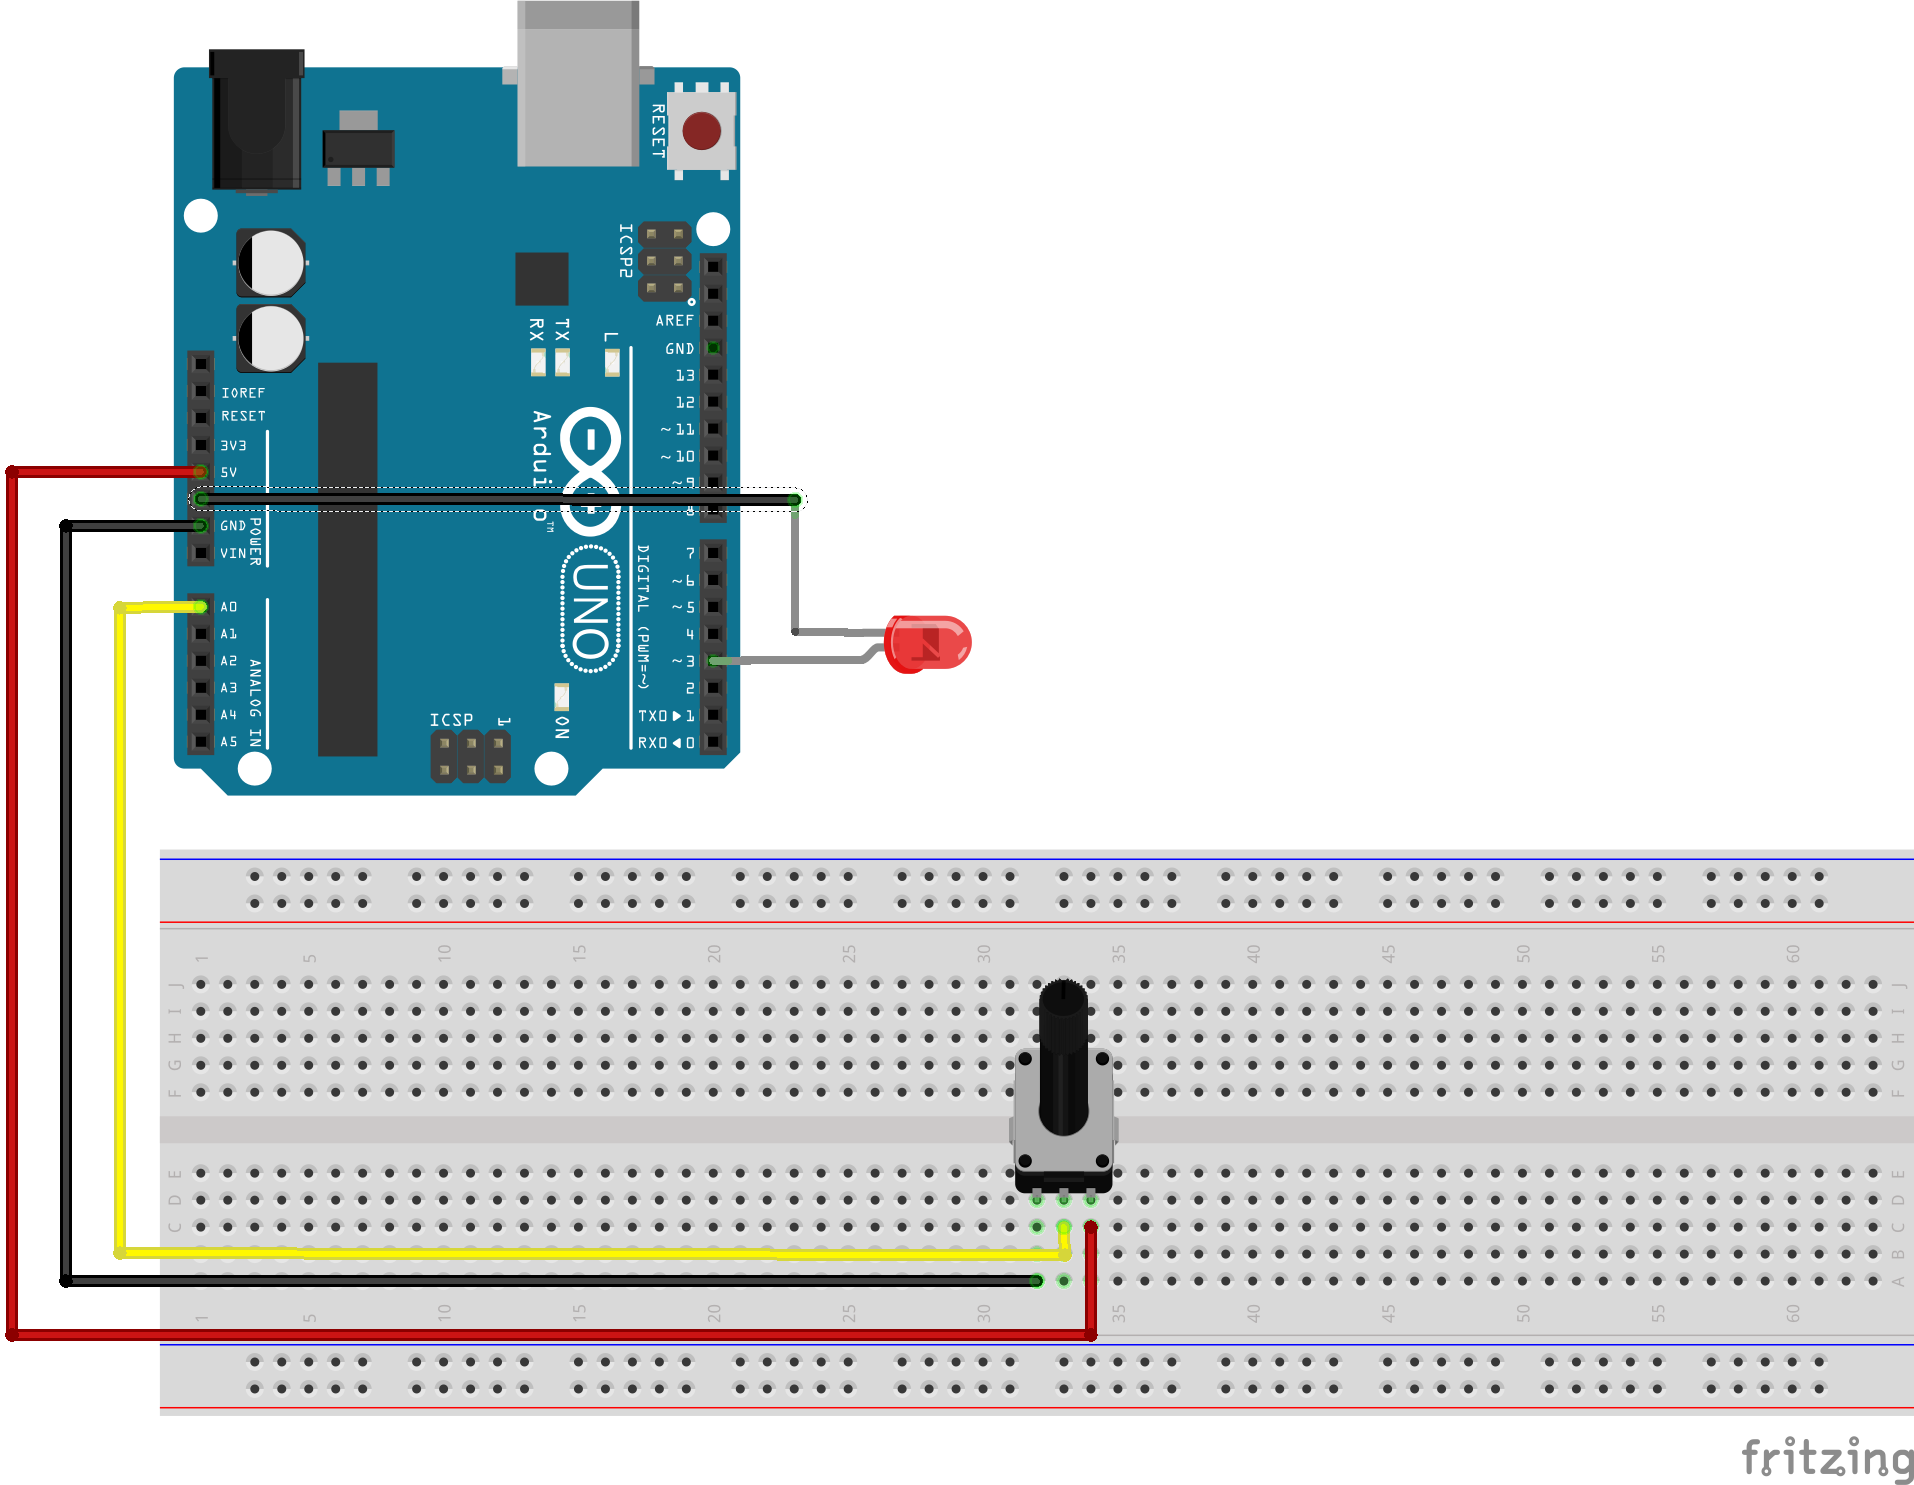 RESET
ICSP2
AREF
GND
13
12
~11
~10
~9
8
RX
TX
L
IOREF
RESET
3V3
5V
GND
VIN
POWER
Arduino™
UNO
DIGITAL (PWM=~)
7
~6
~5
4
~3
2
TX0▶1
RX0◀0
A0
A1
A2
A3
A4
A5
ANALOG IN
ICSP
1
ON
1 5 10 15 20 25 30 35 40 45 50 55 60
J J
I I
H H
G G
F F
E E
D D
C C
B B
A A
1 5 10 15 20 25 30 35 40 45 50 55 60
fritzing